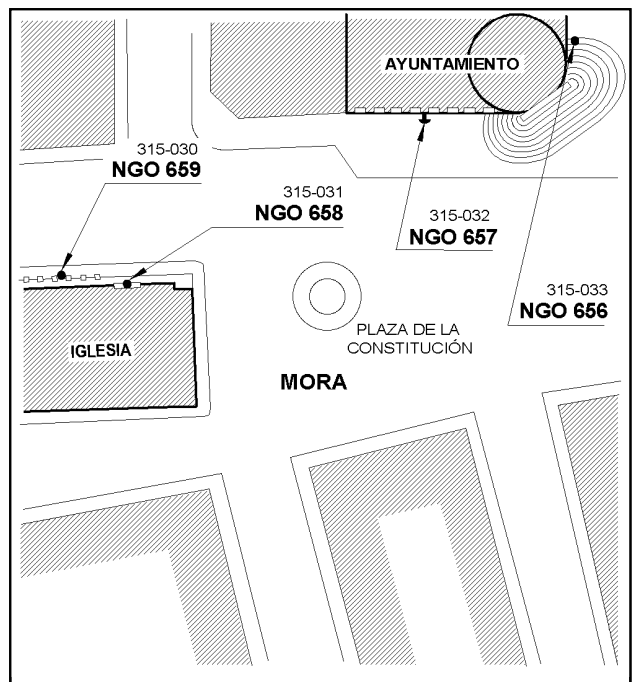 AYUNTAMIENTO
315-030
NGO 659
315-031
NGO 658
315-032
NGO 657
315-033
NGO 656
IGLESIA
PLAZA DE LA
CONSTITUCIÓN
MORA